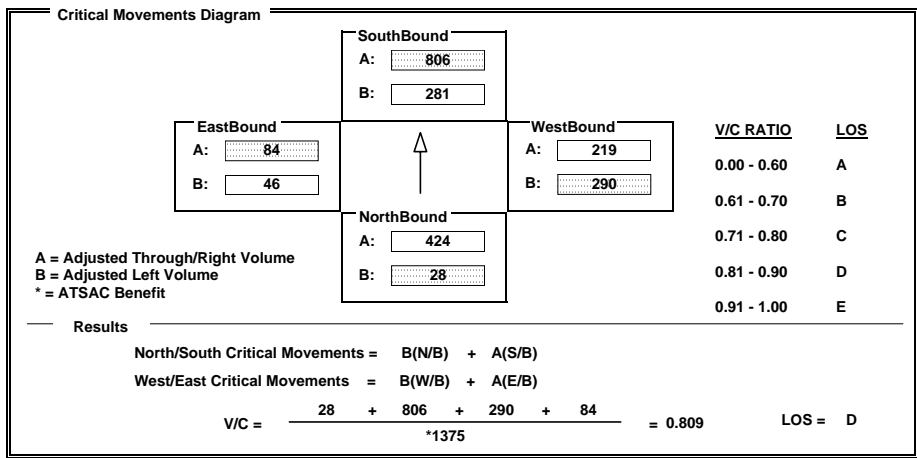 Critical Movements Diagram
SouthBound
A: 806
B: 281
EastBound
A: 84
B: 46
WestBound
A: 219
B: 290
NorthBound
A: 424
B: 28
V/C RATIO LOS
0.00 - 0.60 A
0.61 - 0.70 B
0.71 - 0.80 C
0.81 - 0.90 D
0.91 - 1.00 E
A = Adjusted Through/Right Volume
B = Adjusted Left Volume
* = ATSAC Benefit
Results
North/South Critical Movements = B(N/B) + A(S/B)
West/East Critical Movements = B(W/B) + A(E/B)
V/C = 28 + 806 + 290 + 84 = 0.809 LOS = D
*1375